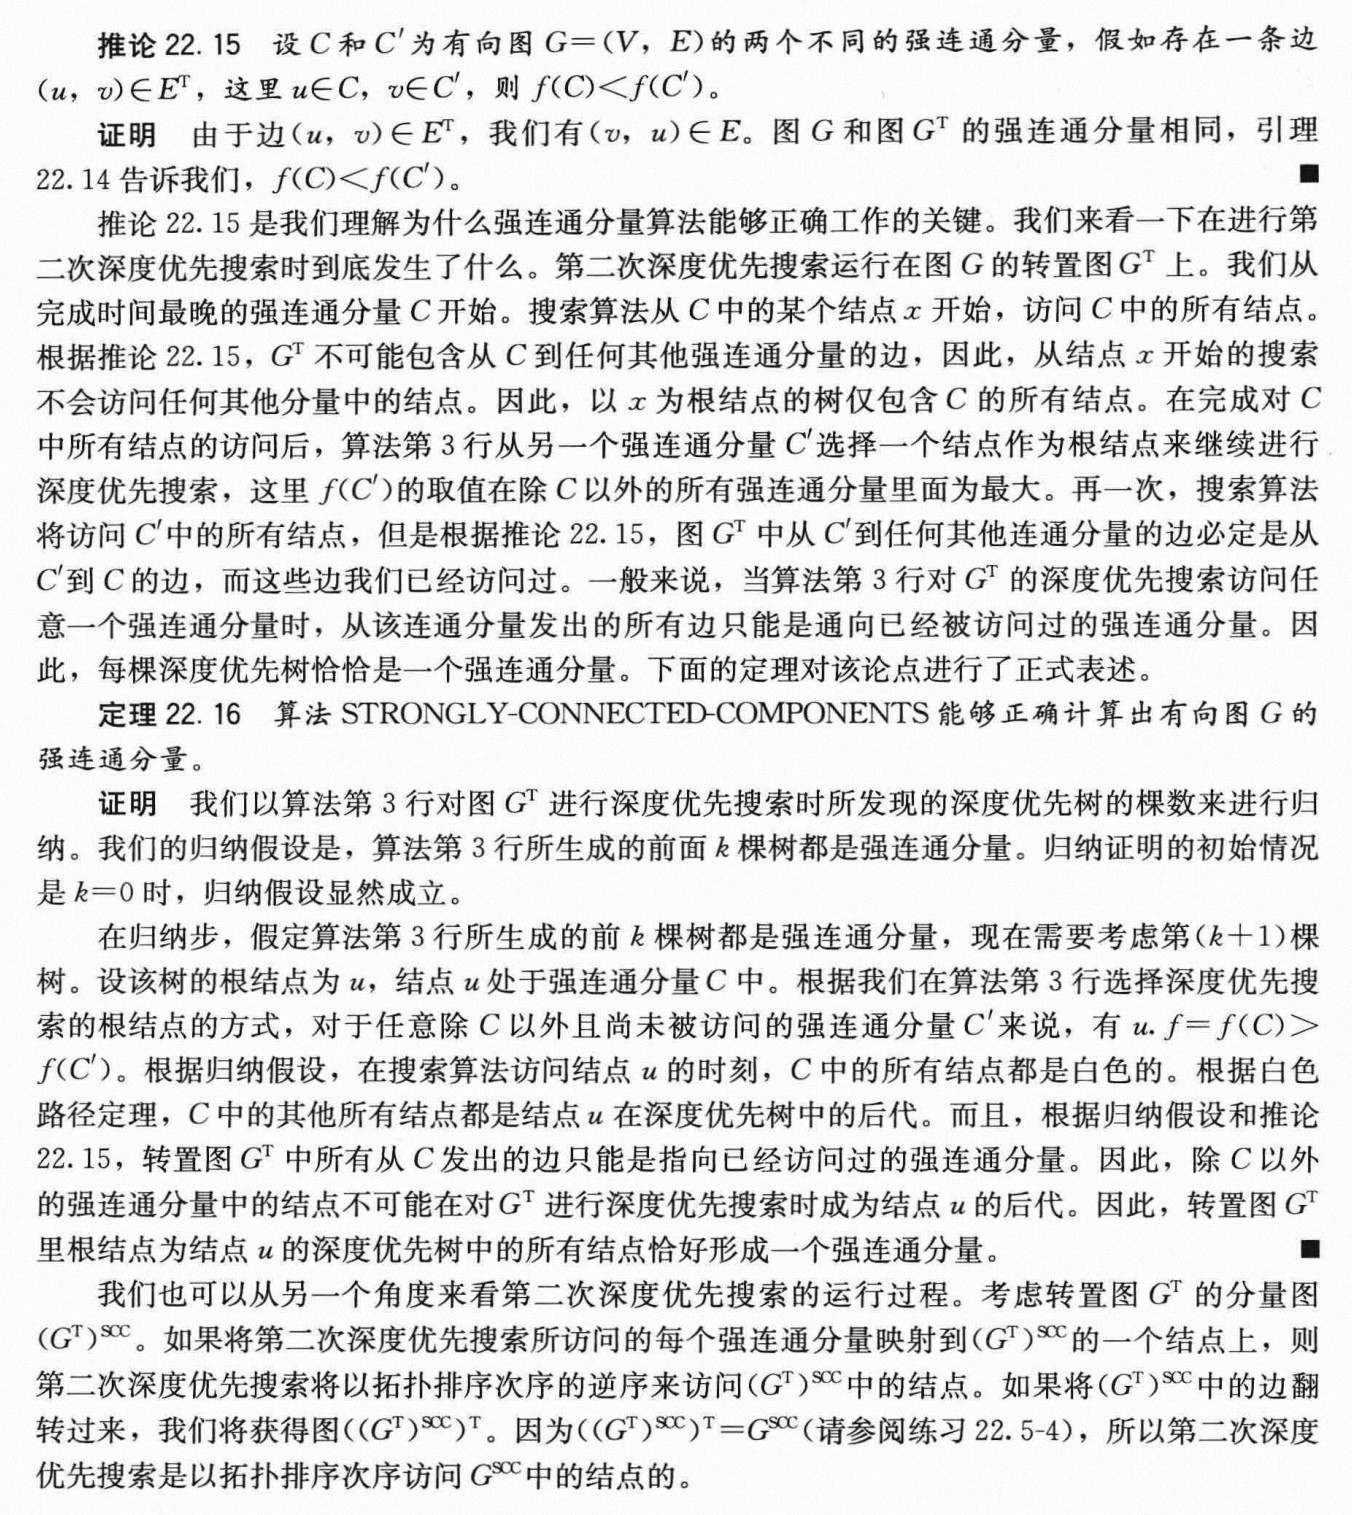 推论 22.15 设 C 和 C′为有向图 G=(V, E)的两个不同的强连通分量，假如存在一条边
(u, v)∈Eᵀ，这里 u∈C，v∈C′，则 f(C)<f(C′)。
证明 由于边(u, v)∈Eᵀ，我们有(v, u)∈E。图 G 和图 Gᵀ 的强连通分量相同，引理
22.14 告诉我们，f(C)<f(C′)。 ■
推论 22.15 是我们理解为什么强连通分量算法能够正确工作的关键。我们来看一下在进行第
二次深度优先搜索时到底发生了什么。第二次深度优先搜索运行在图 G 的转置图 Gᵀ 上。我们从
完成时间最晚的强连通分量 C 开始。搜索算法从 C 中的某个结点 x 开始，访问 C 中的所有结点。
根据推论 22.15，Gᵀ 不可能包含从 C 到任何其他强连通分量的边，因此，从结点 x 开始的搜索
不会访问任何其他分量中的结点。因此，以 x 为根结点的树仅包含 C 的所有结点。在完成对 C
中所有结点的访问后，算法第 3 行从另一个强连通分量 C′选择一个结点作为根结点来继续进行
深度优先搜索，这里 f(C′)的取值在除 C 以外的所有强连通分量里面为最大。再一次，搜索算法
将访问 C′中的所有结点，但是根据推论 22.15，图 Gᵀ 中从 C′到任何其他连通分量的边必定是从
C′到 C 的边，而这些边我们已经访问过。一般来说，当算法第 3 行对 Gᵀ 的深度优先搜索访问任
意一个强连通分量时，从该连通分量发出的所有边只能是通向已经被访问过的强连通分量。因
此，每棵深度优先树恰恰是一个强连通分量。下面的定理对该论点进行了正式表述。
定理 22.16 算法 STRONGLY-CONNECTED-COMPONENTS 能够正确计算出有向图 G 的
强连通分量。
证明 我们以算法第 3 行对图 Gᵀ 进行深度优先搜索时所发现的深度优先树的棵数来进行归
纳。我们的归纳假设是，算法第 3 行所生成的前面 k 棵树都是强连通分量。归纳证明的初始情况
是 k=0 时，归纳假设显然成立。
在归纳步，假定算法第 3 行所生成的前 k 棵树都是强连通分量，现在需要考虑第(k+1)棵
树。设该树的根结点为 u，结点 u 处于强连通分量 C 中。根据我们在算法第 3 行选择深度优先搜
索的根结点的方式，对于任意除 C 以外且尚未被访问的强连通分量 C′来说，有 u.f=f(C)>
f(C′)。根据归纳假设，在搜索算法访问结点 u 的时刻，C 中的所有结点都是白色的。根据白色
路径定理，C 中的其他所有结点都是结点 u 在深度优先树中的后代。而且，根据归纳假设和推论
22.15，转置图 Gᵀ 中所有从 C 发出的边只能是指向已经访问过的强连通分量。因此，除 C 以外
的强连通分量中的结点不可能在对 Gᵀ 进行深度优先搜索时成为结点 u 的后代。因此，转置图 Gᵀ
里根结点为结点 u 的深度优先树中的所有结点恰好形成一个强连通分量。 ■
我们也可以从另一个角度来看第二次深度优先搜索的运行过程。考虑转置图 Gᵀ 的分量图
(Gᵀ)ˢᶜᶜ。如果将第二次深度优先搜索所访问的每个强连通分量映射到(Gᵀ)ˢᶜᶜ的一个结点上，则
第二次深度优先搜索将以拓扑排序次序的逆序来访问(Gᵀ)ˢᶜᶜ中的结点。如果将(Gᵀ)ˢᶜᶜ中的边翻
转过来，我们将获得图((Gᵀ)ˢᶜᶜ)ᵀ。因为((Gᵀ)ˢᶜᶜ)ᵀ=Gˢᶜᶜ(请参阅练习 22.5-4)，所以第二次深度
优先搜索是以拓扑排序次序访问 Gˢᶜᶜ中的结点的。